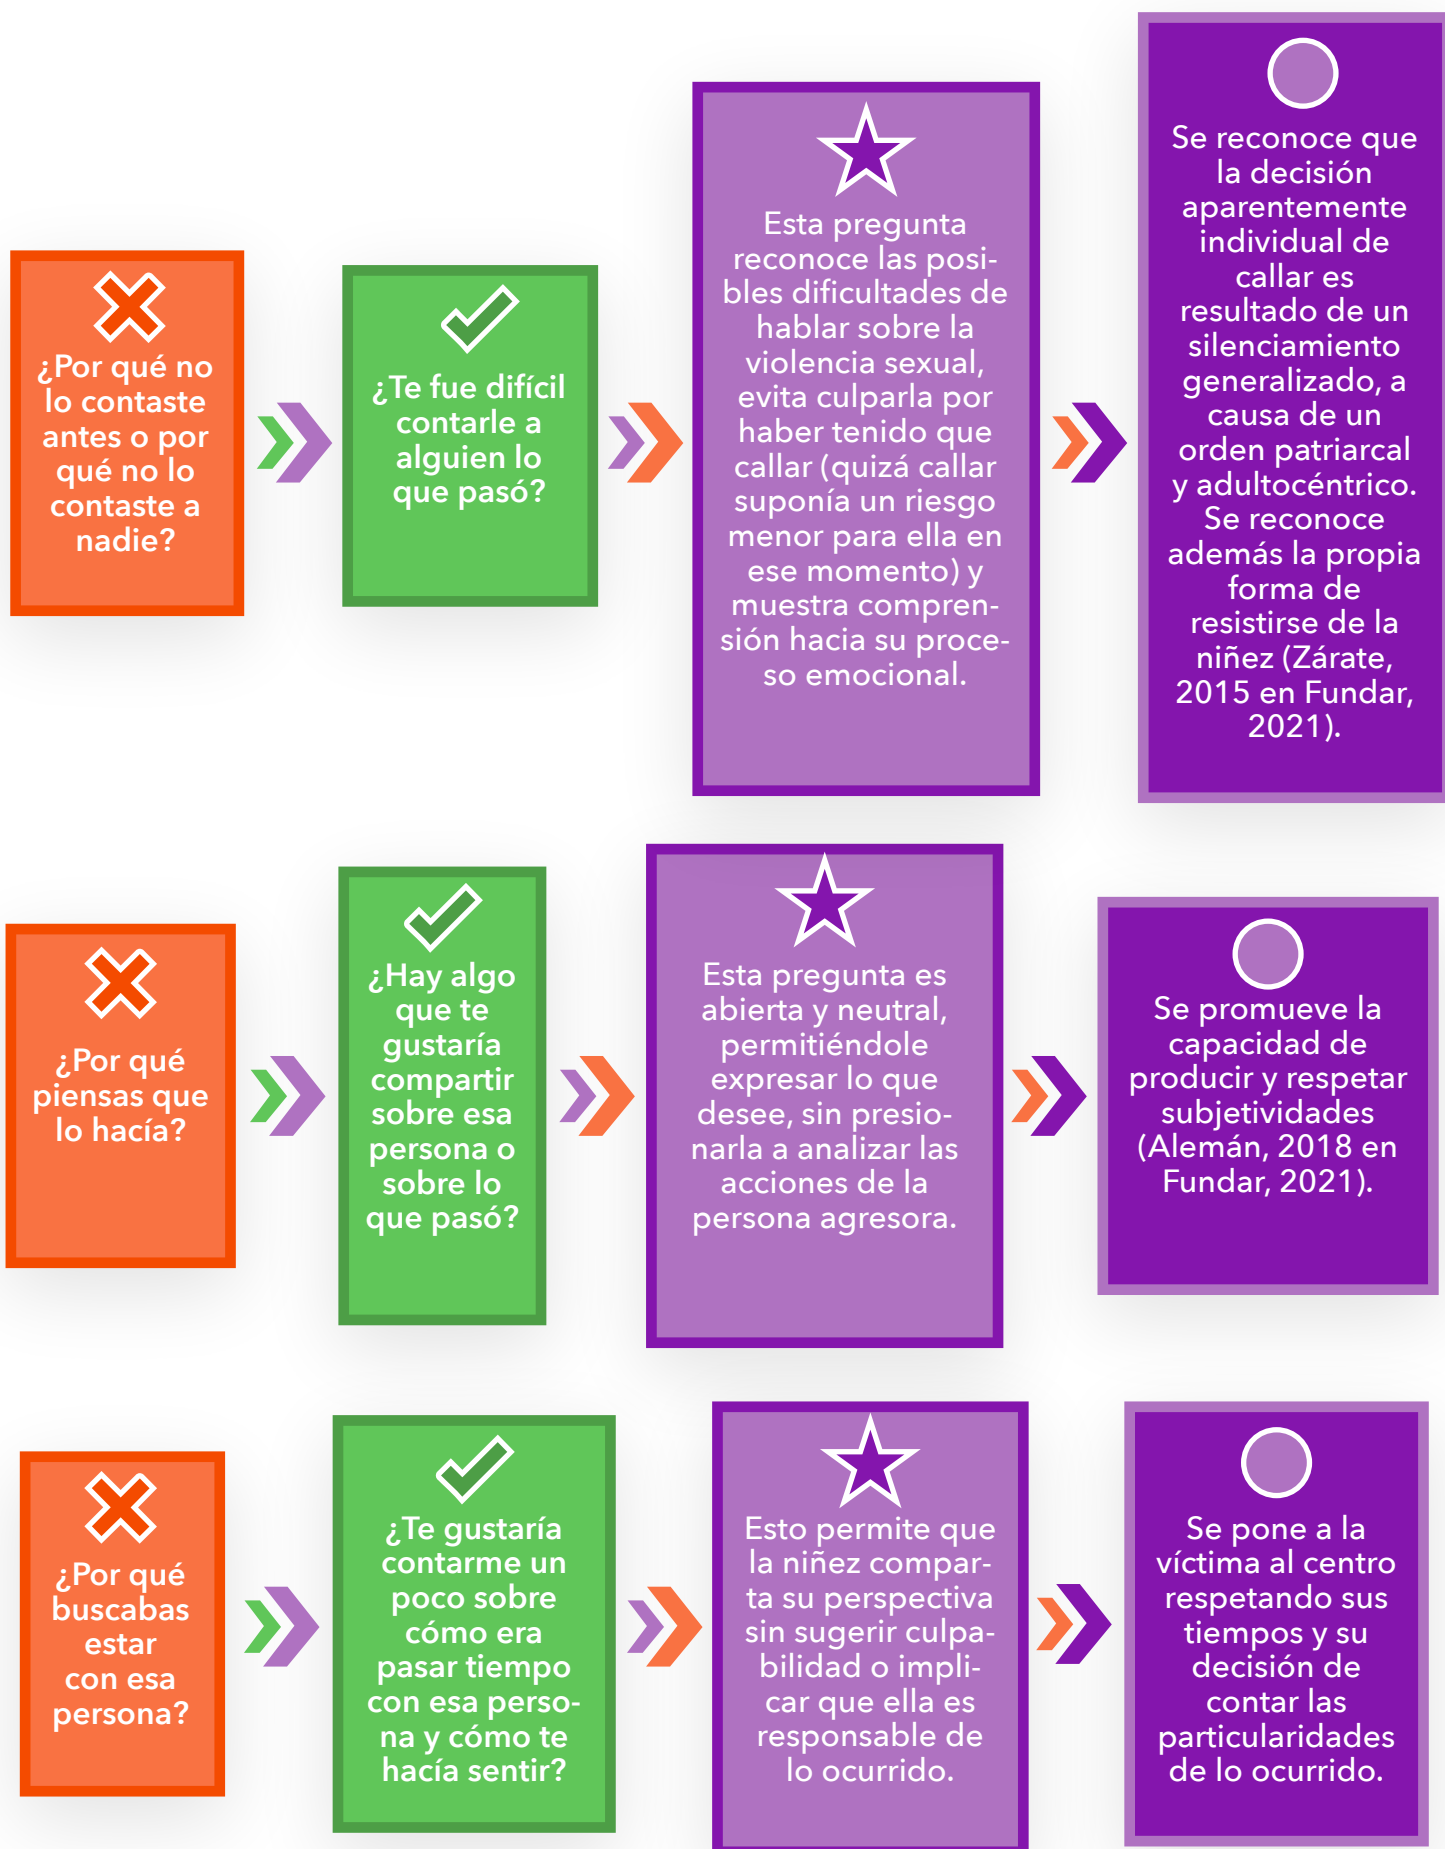 ¿Por qué no
lo contaste
antes o por
qué no lo
contaste a
nadie?
¿Te fue difícil
contarle a
alguien lo
que pasó?
Esta pregunta
reconoce las posi-
bles dificultades de
hablar sobre la
violencia sexual,
evita culparla por
haber tenido que
callar (quizá callar
suponía un riesgo
menor para ella en
ese momento) y
muestra compren-
sión hacia su proce-
so emocional.
Se reconoce que
la decisión
aparentemente
individual de
callar es
resultado de un
silenciamiento
generalizado, a
causa de un
orden patriarcal
y adultocéntrico.
Se reconoce
además la propia
forma de
resistirse de la
niñez (Zárate,
2015 en Fundar,
2021).
¿Por qué
piensas que
lo hacía?
¿Hay algo
que te
gustaría
compartir
sobre esa
persona o
sobre lo
que pasó?
Esta pregunta es
abierta y neutral,
permitiéndole
expresar lo que
desee, sin presio-
narla a analizar las
acciones de la
persona agresora.
Se promueve la
capacidad de
producir y respetar
subjetividades
(Alemán, 2018 en
Fundar, 2021).
¿Por qué
buscabas
estar
con esa
persona?
¿Te gustaría
contarme un
poco sobre
cómo era
pasar tiempo
con esa perso-
na y cómo te
hacía sentir?
Esto permite que
la niñez compar-
ta su perspectiva
sin sugerir culpa-
bilidad o impli-
car que ella es
responsable de
lo ocurrido.
Se pone a la
víctima al centro
respetando sus
tiempos y su
decisión de
contar las
particularidades
de lo ocurrido.